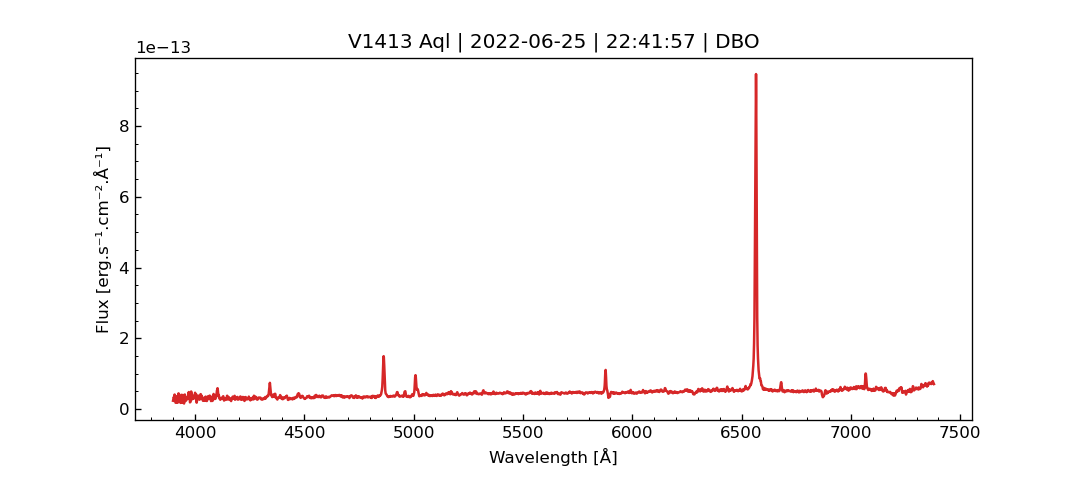 V1413 Aql | 2022-06-25 | 22:41:57 | DBO
1e−13
8
6
4
2
0
Flux [erg.s⁻¹.cm⁻².Å⁻¹]
4000 4500 5000 5500 6000 6500 7000 7500
Wavelength [Å]